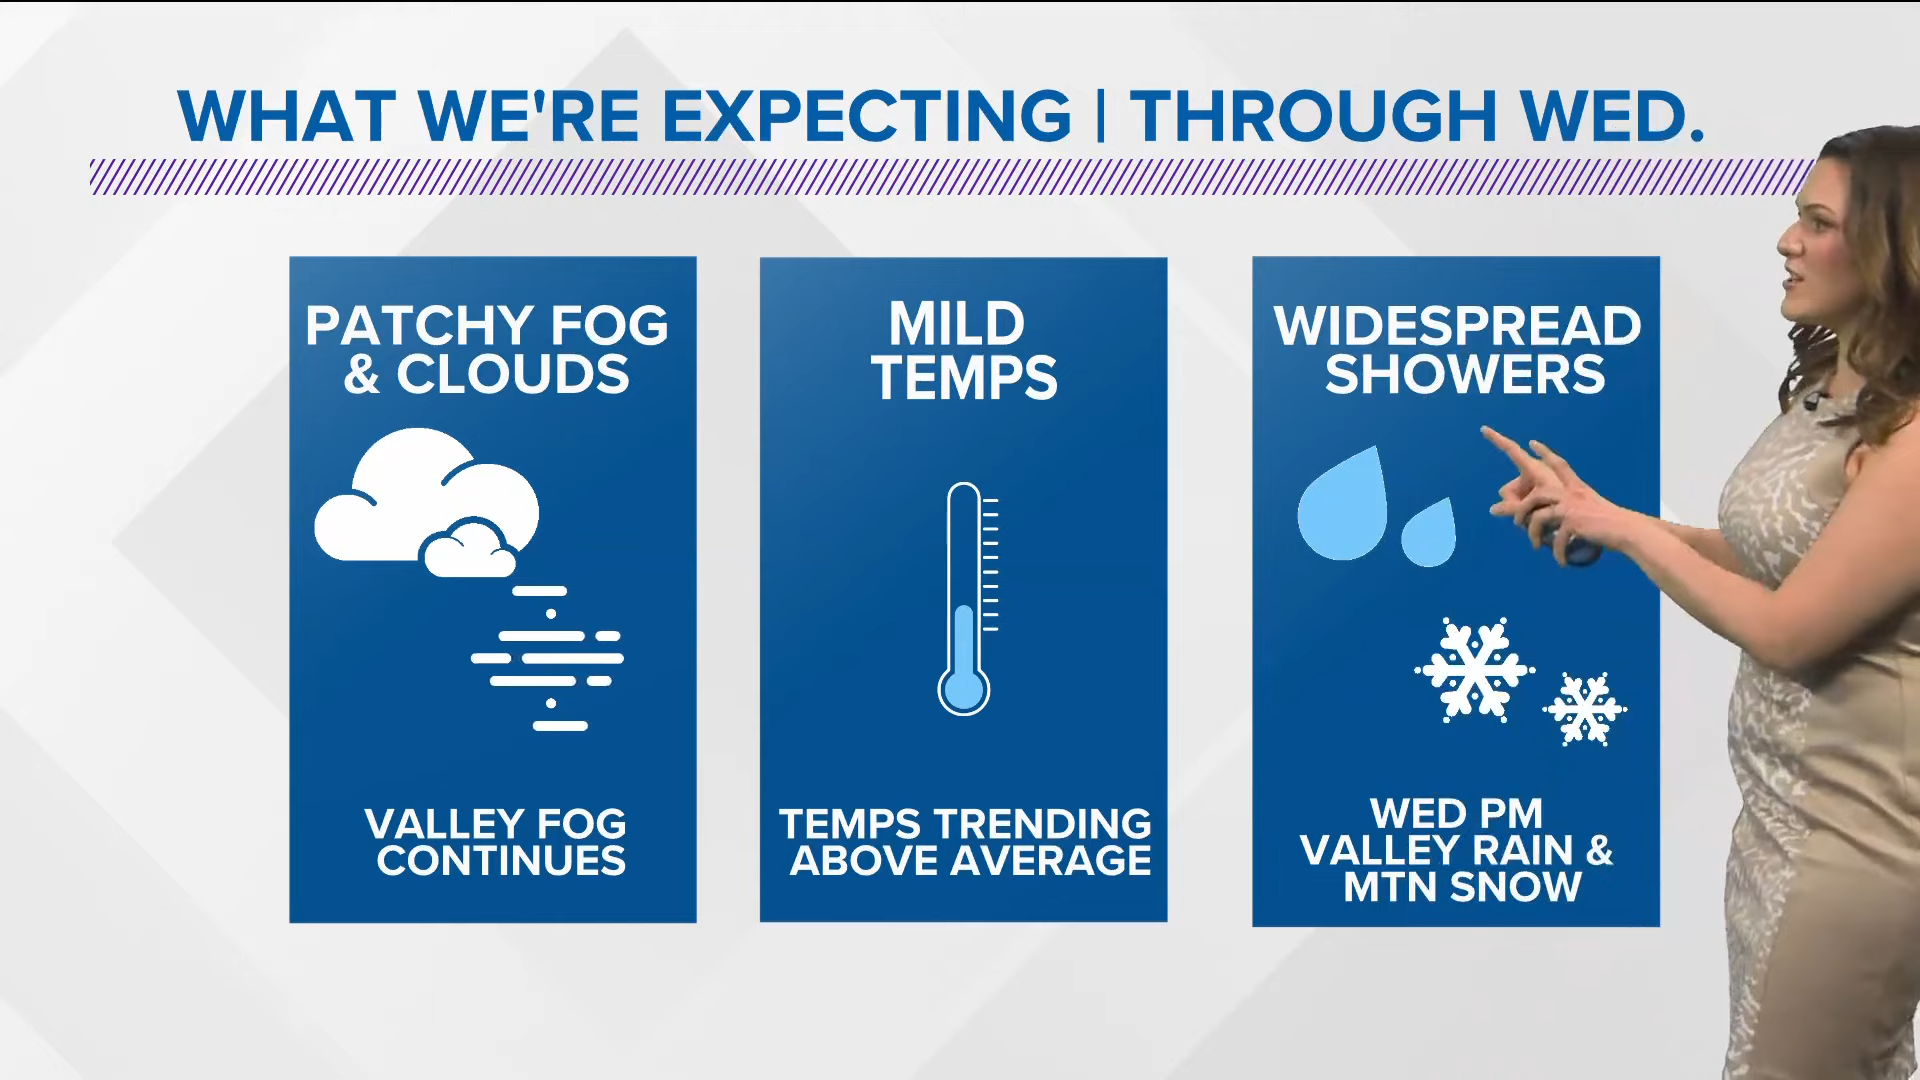 WHAT WE'RE EXPECTING | THROUGH WED.
PATCHY FOG
& CLOUDS
VALLEY FOG
CONTINUES
MILD
TEMPS
TEMPS TRENDING
ABOVE AVERAGE
WIDESPREAD
SHOWERS
WED PM
VALLEY RAIN &
MTN SNOW